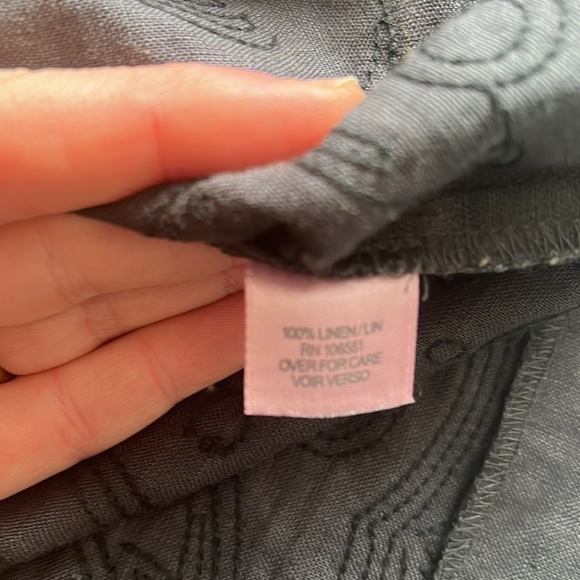 100% LINEN/LIN
RN 106551
OVER FOR CARE
VOIR VERSO